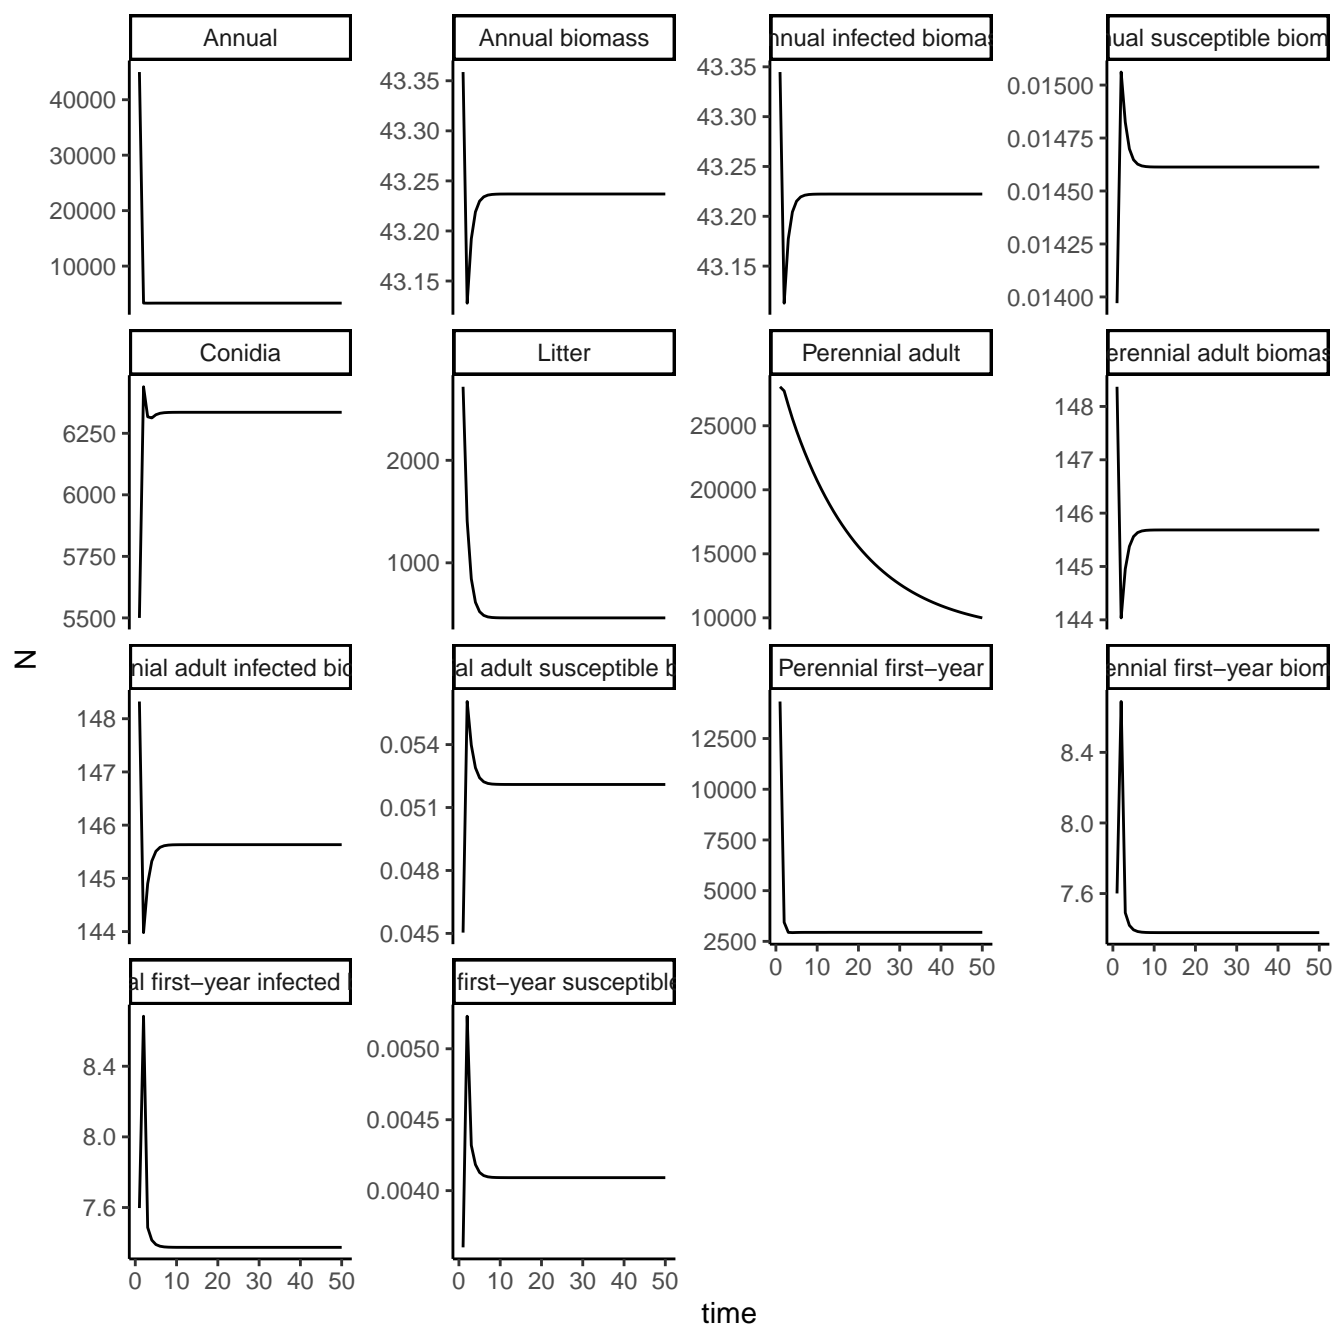 Annual
Annual biomass
nnual infected biomas
ual susceptible biom
40000
30000
20000
10000
43.35
43.30
43.25
43.20
43.15
43.35
43.30
43.25
43.20
43.15
0.01500
0.01475
0.01450
0.01425
0.01400
Conidia
Litter
Perennial adult
erennial adult biomas
6250
6000
5750
5500
2000
1000
25000
20000
15000
10000
148
147
146
145
144
N
nial adult infected bio
al adult susceptible b
Perennial first−year
ennial first−year biom
148
147
146
145
144
0.054
0.051
0.048
0.045
12500
10000
7500
5000
2500
8.4
8.0
7.6
0 10 20 30 40 50
0 10 20 30 40 50
al first−year infected
first−year susceptible
8.4
8.0
7.6
0.0050
0.0045
0.0040
0 10 20 30 40 50
0 10 20 30 40 50
time